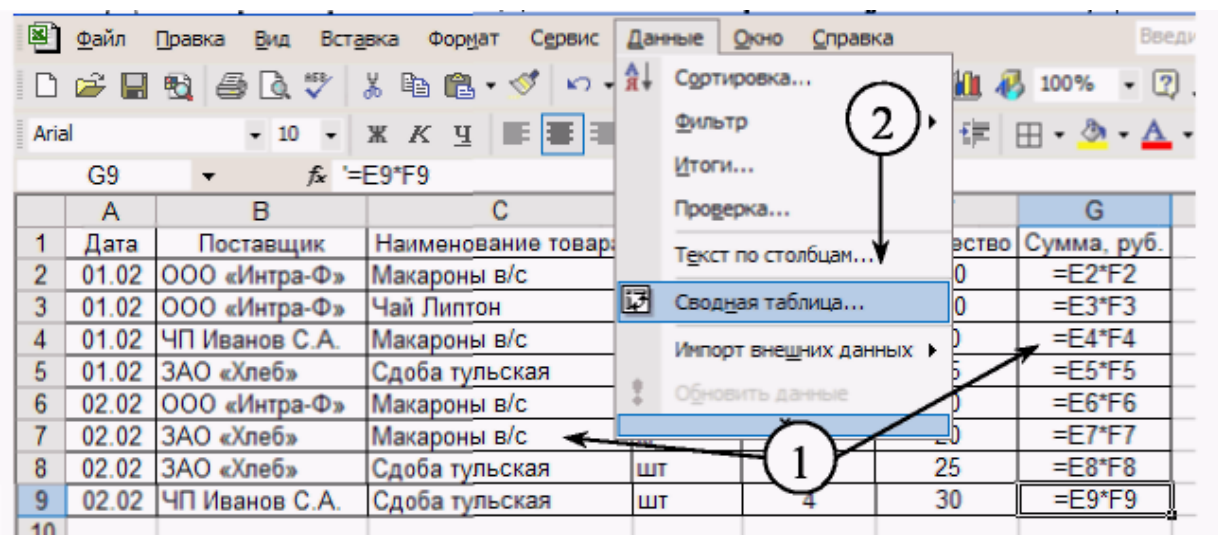 Файл Правка Вид Вставка Формат Сервис Данные Окно Справка
Сортировка... 100%
Arial 10 Ж К Ч Фильтр 2
Итоги...
G9 fx '=E9*F9
Проверка...
A B C G
1 Дата Поставщик Наименование Сумма, руб.
Текст по столбцам...
2 01.02 ООО «Интра-Ф» Макароны в/с 0 =E2*F2
3 01.02 ООО «Интра-Ф» Чай Липтон Сводная таблица... 0 =E3*F3
4 01.02 ЧП Иванов С.А. Макароны в/с Импорт внешних данных =E4*F4
5 01.02 ЗАО «Хлеб» Сдоба тульская =E5*F5
Обновить данные
6 02.02 ООО «Интра-Ф» Макароны в/с =E6*F6
7 02.02 ЗАО «Хлеб» Макароны в/с 1 20 =E7*F7
8 02.02 ЗАО «Хлеб» Сдоба тульская шт 25 =E8*F8
9 02.02 ЧП Иванов С.А. Сдоба тульская шт 4 30 =E9*F9
10